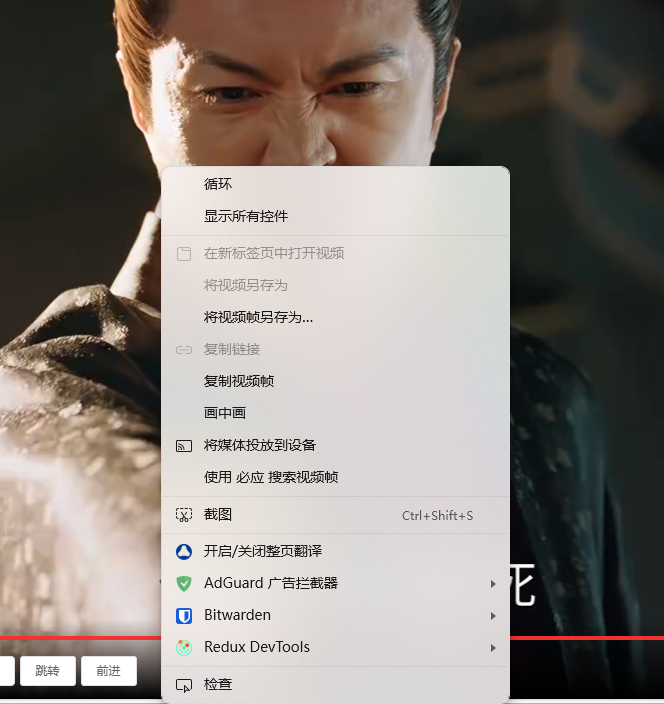 循环
显示所有控件
在新标签页中打开视频
将视频另存为
将视频帧另存为...
复制链接
复制视频帧
画中画
将媒体投放到设备
使用 必应 搜索视频帧
截图 Ctrl+Shift+S
开启/关闭整页翻译
AdGuard 广告拦截器
死
Bitwarden
Redux DevTools
跳转 前进
检查